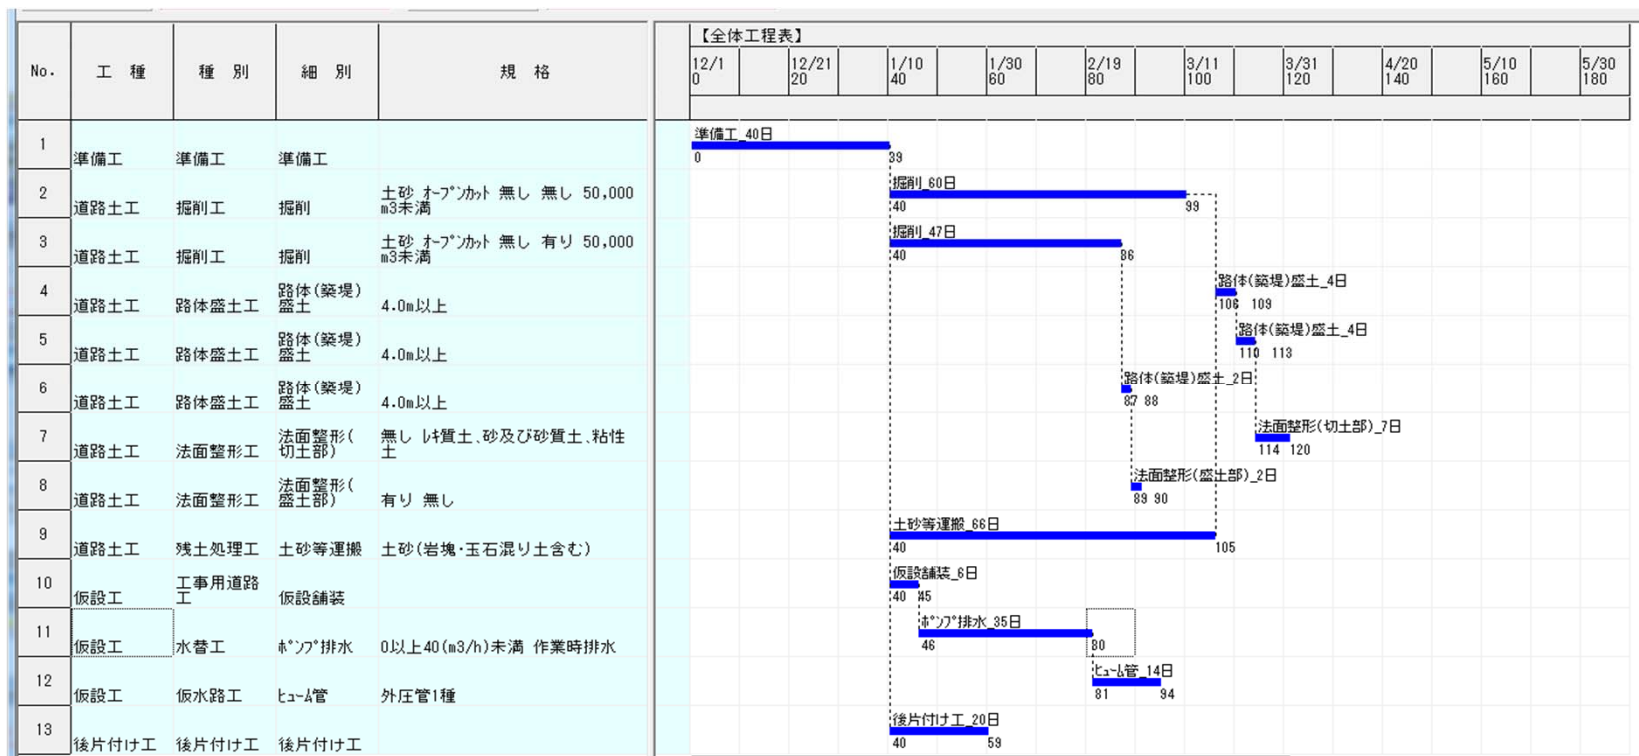 【全体工程表】
No. 工 種 種 別 細 別 規 格
12/1 12/21 1/10 1/30 2/19 3/11 3/31 4/20 5/10 5/30
0 20 40 60 80 100 120 140 160 180
1 準備工 準備工 準備工
準備工_40日
0 39
2 道路土工 掘削工 掘削 土砂 オープンカット 無し 無し 50,000
m3未満
掘削_60日
40 99
3 道路土工 掘削工 掘削 土砂 オープンカット 無し 有り 50,000
m3未満
掘削_47日
40 86
4 道路土工 路体盛土工 路体(築堤)
盛土 4.0m以上
路体(築堤)盛土_4日
106 109
5 道路土工 路体盛土工 路体(築堤)
盛土 4.0m以上
路体(築堤)盛土_4日
110 113
6 道路土工 路体盛土工 路体(築堤)
盛土 4.0m以上
路体(築堤)盛土_2日
87 88
7 道路土工 法面整形工 法面整形(
切土部) 無し レキ質土、砂及び砂質土、粘性
土
法面整形(切土部)_7日
114 120
8 道路土工 法面整形工 法面整形(
盛土部) 有り 無し
法面整形(盛土部)_2日
89 90
9 道路土工 残土処理工 土砂等運搬 土砂(岩塊・玉石混り土含む)
土砂等運搬_66日
40 105
10 仮設工 工事用道路
工 仮設舗装
仮設舗装_6日
40 45
11 仮設工 水替工 ポンプ排水 0以上40(m3/h)未満 作業時排水
ポンプ排水_35日
46 80
12 仮設工 仮水路工 ヒューム管 外圧管1種
ヒューム管_14日
81 94
13 後片付け工 後片付け工 後片付け工
後片付け工_20日
40 59